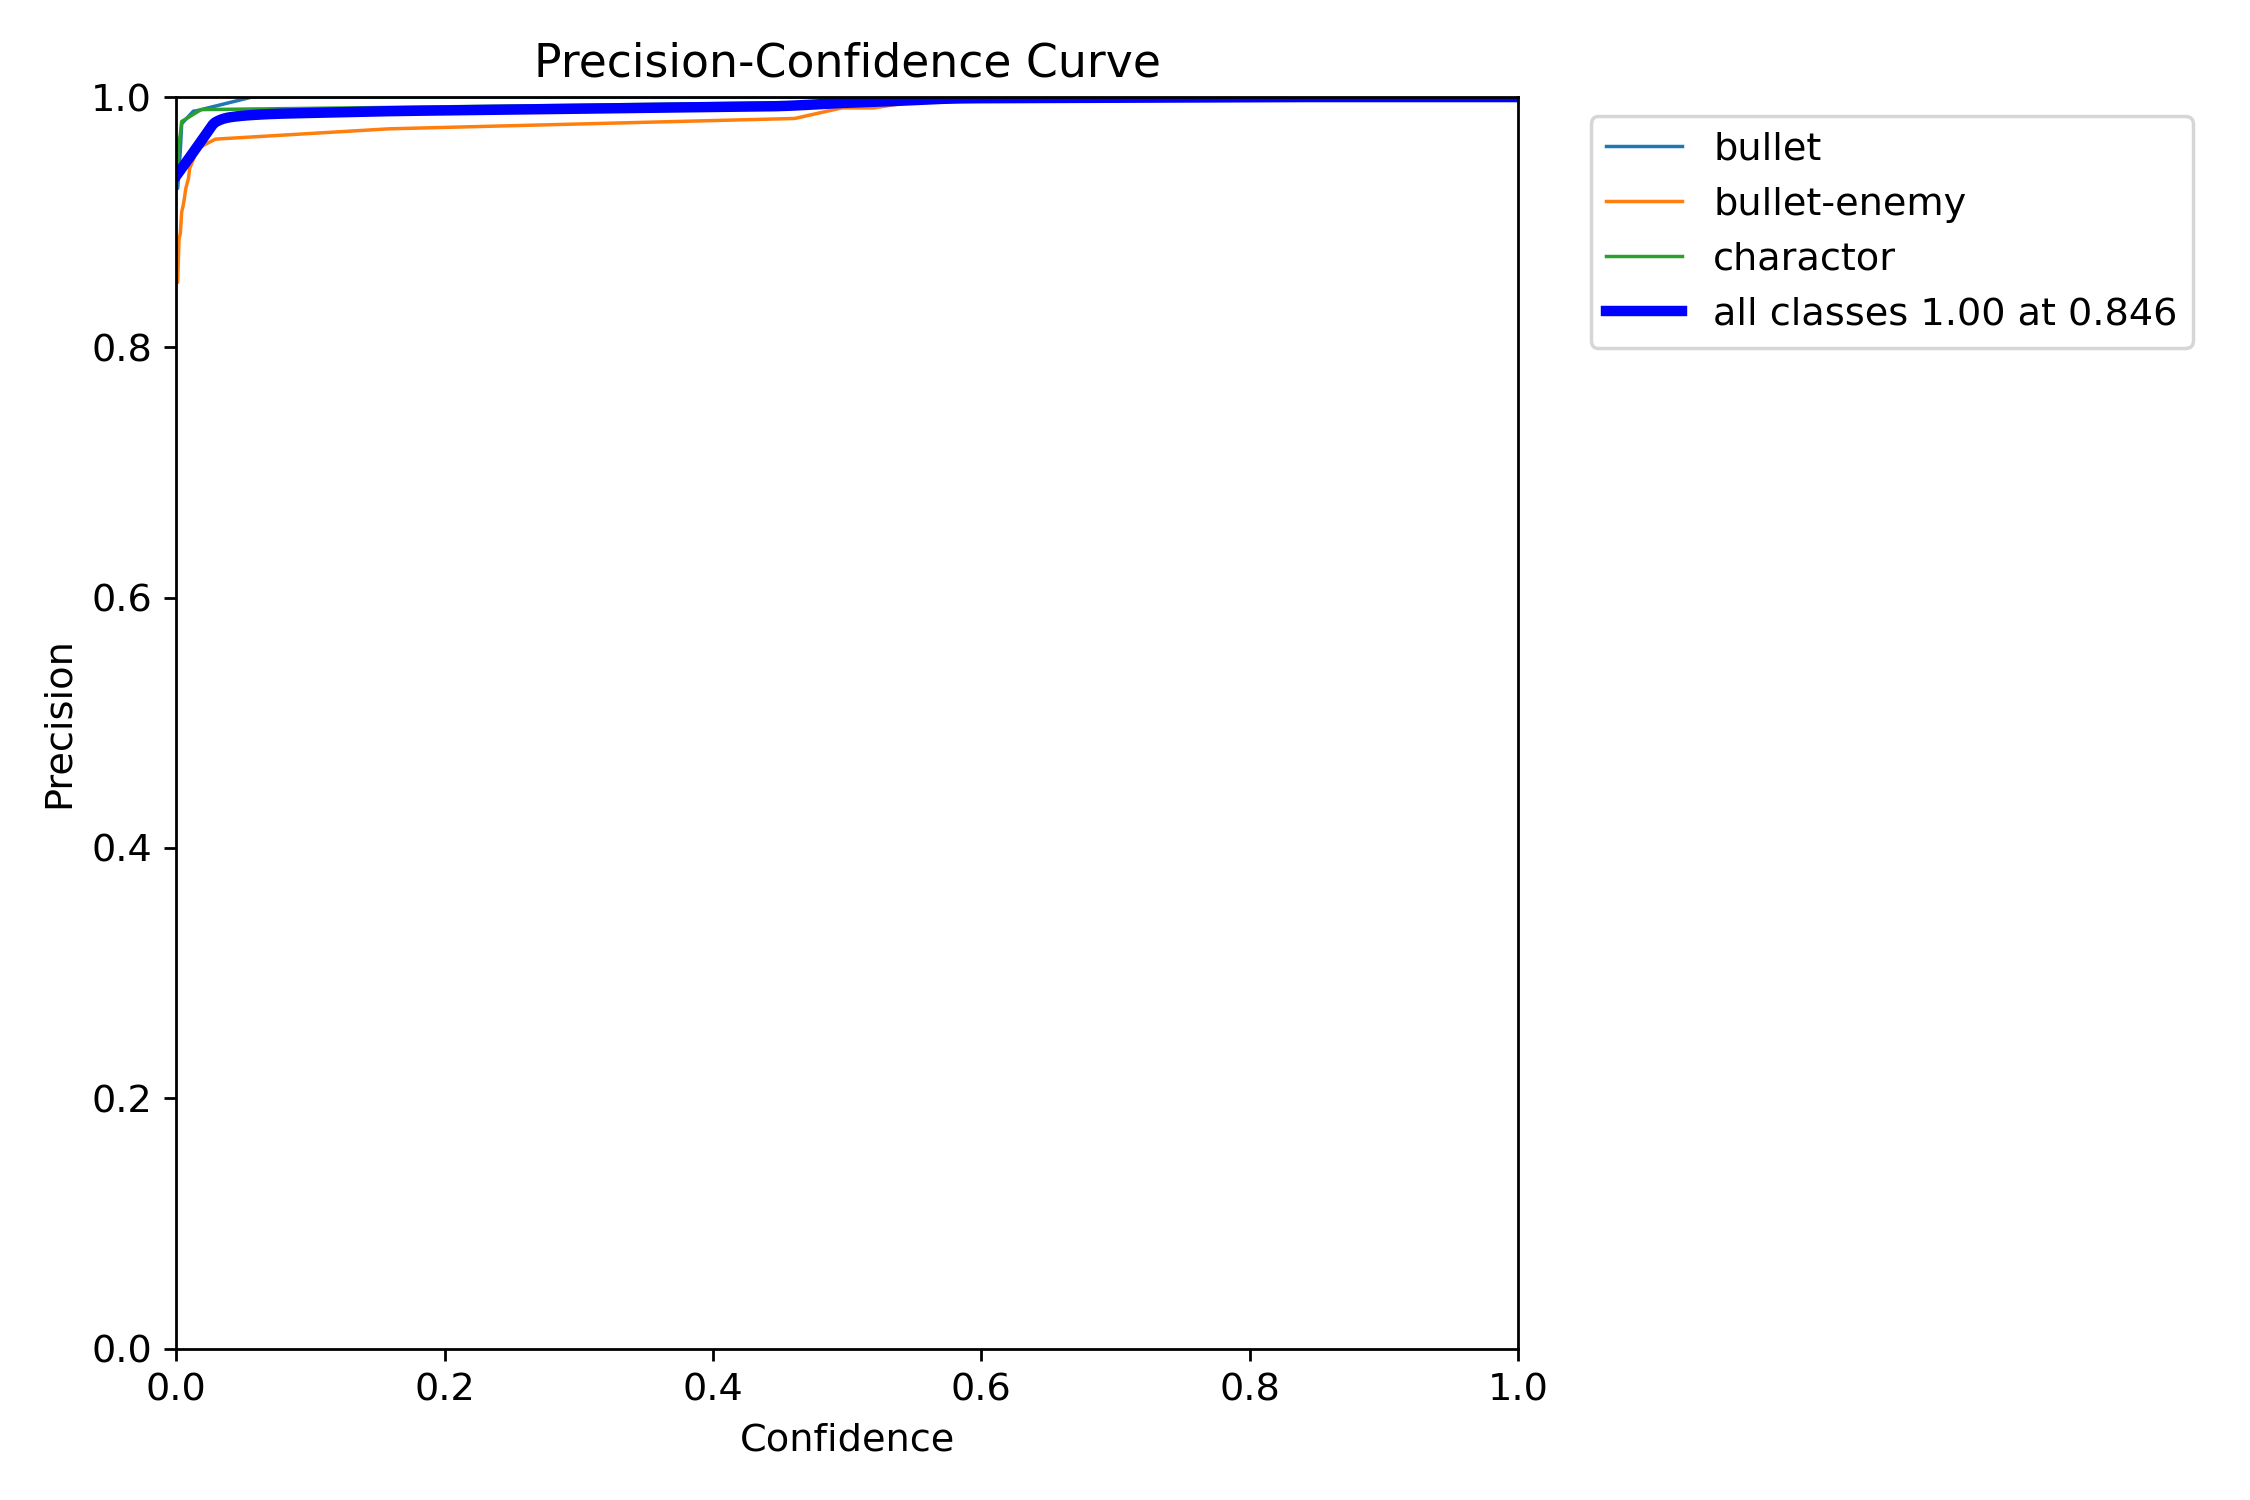 Precision-Confidence Curve
1.0
0.8
0.6
0.4
0.2
0.0
Precision
0.0 0.2 0.4 0.6 0.8 1.0
Confidence
bullet
bullet-enemy
charactor
all classes 1.00 at 0.846